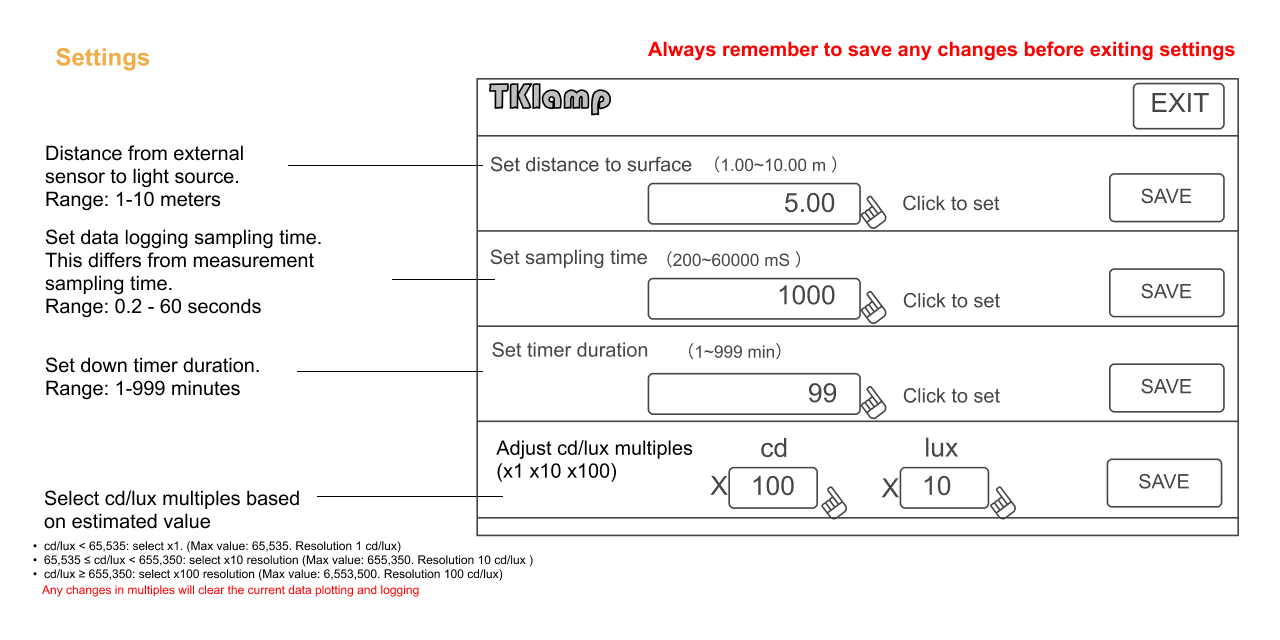 Settings
Always remember to save any changes before exiting settings
TKlamp
EXIT
Distance from external
sensor to light source.
Range: 1-10 meters
Set distance to surface （1.00~10.00 m ）
5.00
Click to set
SAVE
Set data logging sampling time.
This differs from measurement
sampling time.
Range: 0.2 - 60 seconds
Set sampling time （200~60000 mS ）
1000
Click to set
SAVE
Set down timer duration.
Range: 1-999 minutes
Set timer duration （1~999 min）
99
Click to set
SAVE
Select cd/lux multiples based
on estimated value
Adjust cd/lux multiples
(x1 x10 x100)
cd
X 100
lux
X 10
SAVE
• cd/lux < 65,535: select x1. (Max value: 65,535. Resolution 1 cd/lux)
• 65,535 ≤ cd/lux < 655,350: select x10 resolution (Max value: 655,350. Resolution 10 cd/lux )
• cd/lux ≥ 655,350: select x100 resolution (Max value: 6,553,500. Resolution 100 cd/lux)
Any changes in multiples will clear the current data plotting and logging